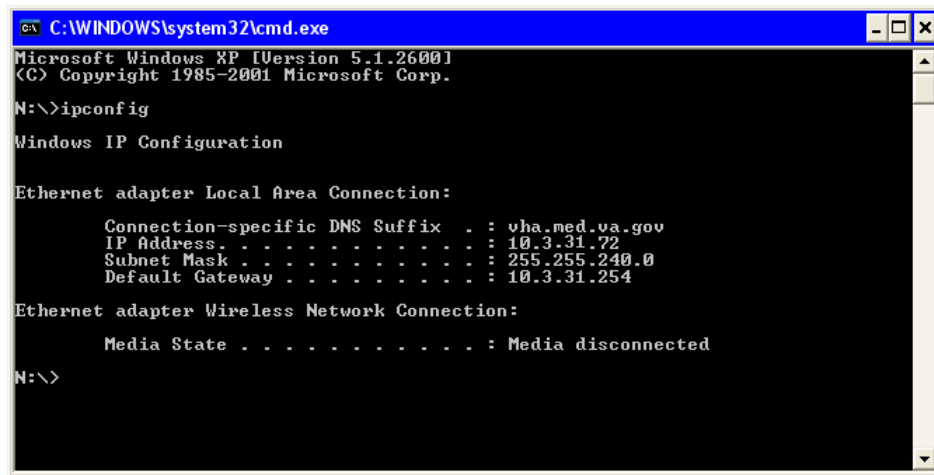 C:\WINDOWS\system32\cmd.exe
Microsoft Windows XP [Version 5.1.2600]
(C) Copyright 1985-2001 Microsoft Corp.
N:\>ipconfig
Windows IP Configuration
Ethernet adapter Local Area Connection:
Connection-specific DNS Suffix . : vha.med.va.gov
IP Address. . . . . . . . . . . . : 10.3.31.72
Subnet Mask . . . . . . . . . . . : 255.255.240.0
Default Gateway . . . . . . . . . : 10.3.31.254
Ethernet adapter Wireless Network Connection:
Media State . . . . . . . . . . . : Media disconnected
N:\>